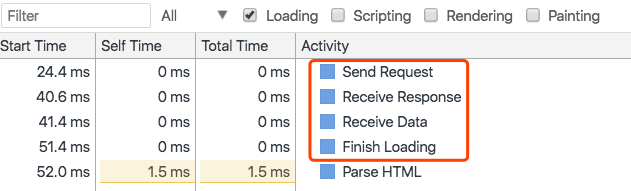 Filter All Loading Scripting Rendering Painting
Start Time Self Time Total Time Activity
24.4 ms 0 ms 0 ms Send Request
40.6 ms 0 ms 0 ms Receive Response
41.4 ms 0 ms 0 ms Receive Data
51.4 ms 0 ms 0 ms Finish Loading
52.0 ms 1.5 ms 1.5 ms Parse HTML